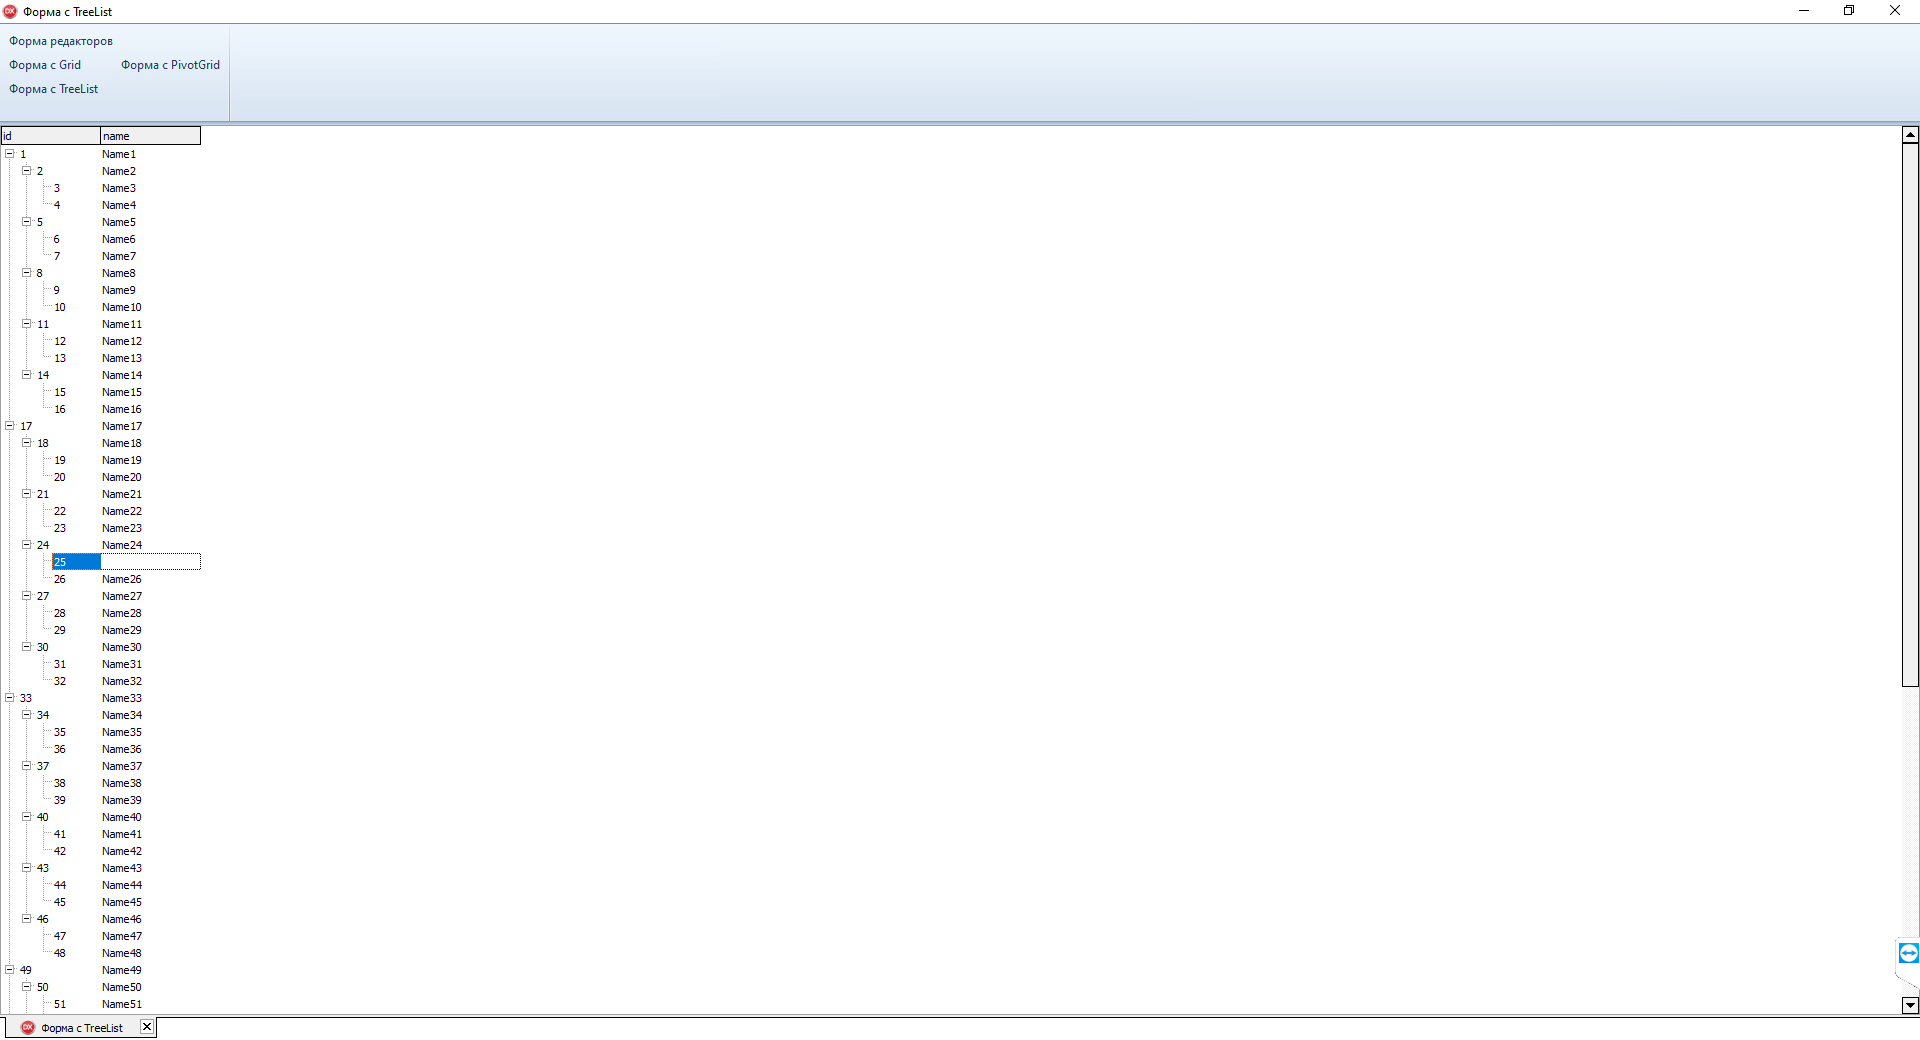 Форма с TreeList
Форма редакторов
Форма с Grid Форма с PivotGrid
Форма с TreeList
id name
1 Name1
2 Name2
3 Name3
4 Name4
5 Name5
6 Name6
7 Name7
8 Name8
9 Name9
10 Name10
11 Name11
12 Name12
13 Name13
14 Name14
15 Name15
16 Name16
17 Name17
18 Name18
19 Name19
20 Name20
21 Name21
22 Name22
23 Name23
24 Name24
25
26 Name26
27 Name27
28 Name28
29 Name29
30 Name30
31 Name31
32 Name32
33 Name33
34 Name34
35 Name35
36 Name36
37 Name37
38 Name38
39 Name39
40 Name40
41 Name41
42 Name42
43 Name43
44 Name44
45 Name45
46 Name46
47 Name47
48 Name48
49 Name49
50 Name50
51 Name51
DX Форма с TreeList